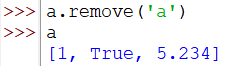 >>> a.remove('a')
>>> a
[1, True, 5.234]